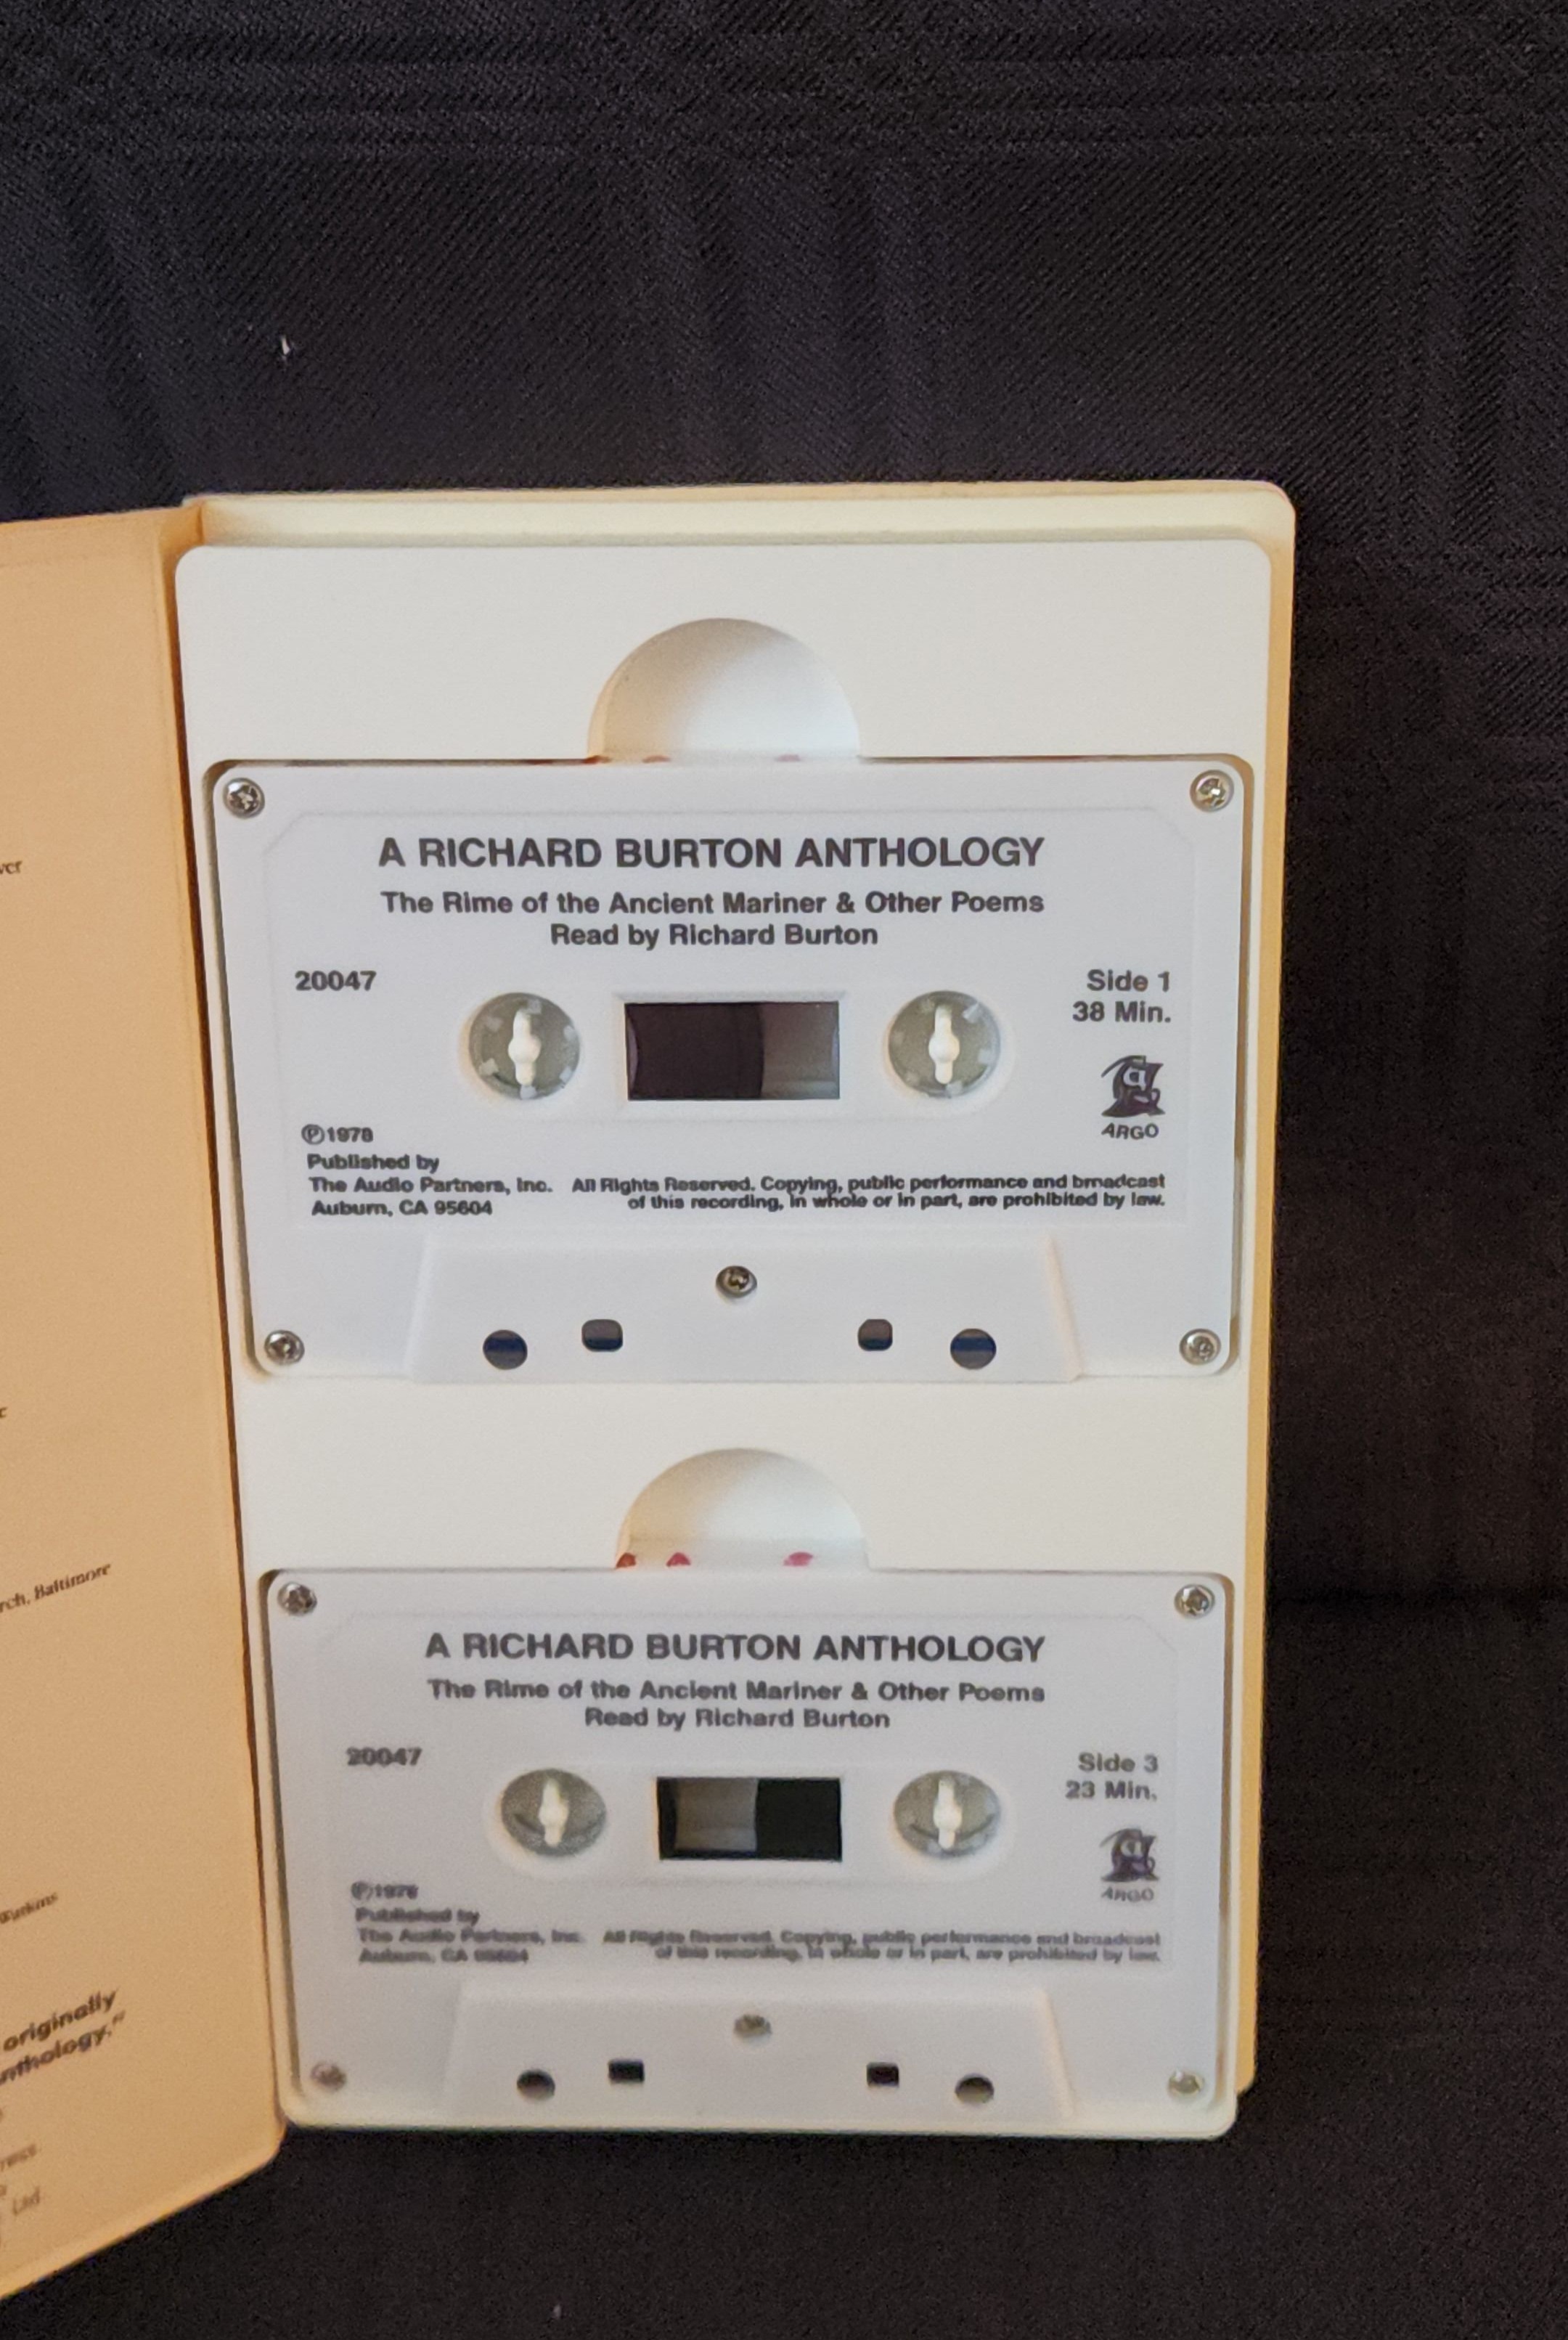 A RICHARD BURTON ANTHOLOGY
The Rime of the Ancient Mariner & Other Poems
Read by Richard Burton
20047
Side 1
38 Min.
ARGO
℗1978
Published by
The Audio Partners, Inc.
Auburn, CA 95604
All Rights Reserved. Copying, public performance and broadcast
of this recording, in whole or in part, are prohibited by law.
A RICHARD BURTON ANTHOLOGY
The Rime of the Ancient Mariner & Other Poems
Read by Richard Burton
20047
Side 3
23 Min.
ARGO
℗1978
Published by
The Audio Partners, Inc.
Auburn, CA 95604
All Rights Reserved. Copying, public performance and broadcast
of this recording, in whole or in part, are prohibited by law.
Baltimore
originally
Ltd